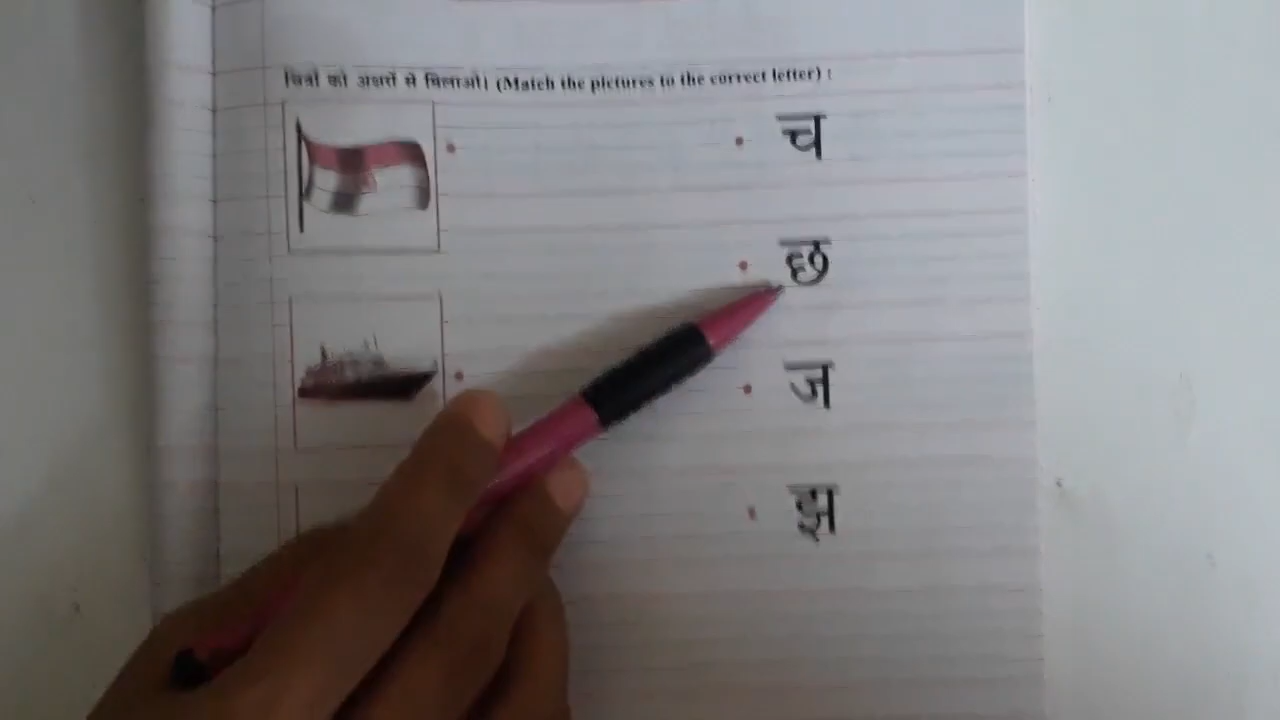 चित्रों को अक्षरों से मिलाओ। (Match the pictures to the correct letter) :
च
छ
ज
झ